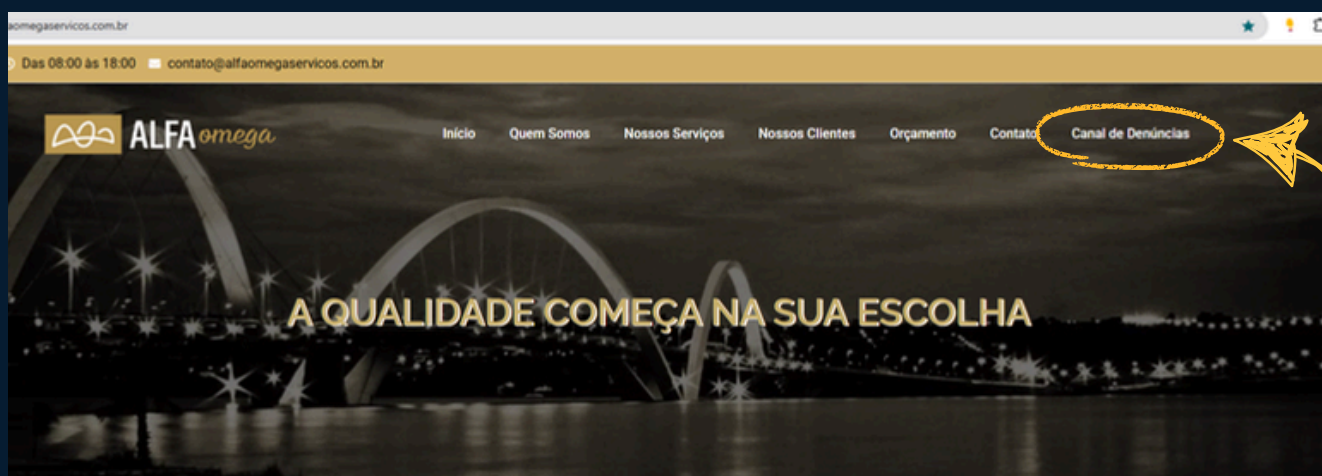 aomegaservicos.com.br
Das 08:00 às 18:00 contato@alfaomegaservicos.com.br
ALFA omega
Início Quem Somos Nossos Serviços Nossos Clientes Orçamento Contato Canal de Denúncias
A QUALIDADE COMEÇA NA SUA ESCOLHA